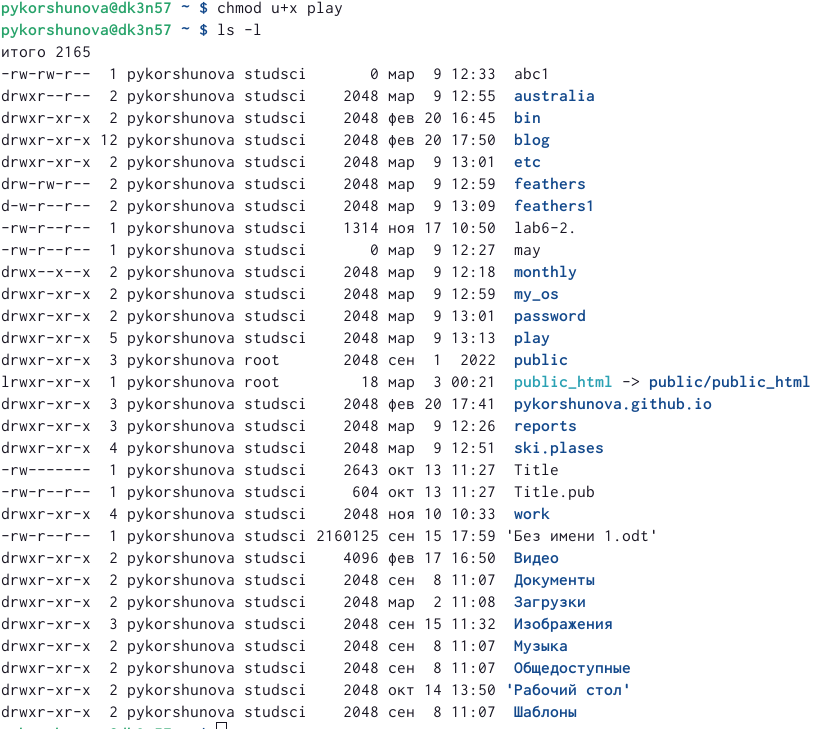 pykorshunova@dk3n57 ~ $ chmod u+x play
pykorshunova@dk3n57 ~ $ ls -l
итого 2165
-rw-rw-r--  1 pykorshunova studsci       0 мар  9 12:33  abc1
drwxr--r--  2 pykorshunova studsci    2048 мар  9 12:55  australia
drwxr-xr-x  2 pykorshunova studsci    2048 фев 20 16:45  bin
drwxr-xr-x 12 pykorshunova studsci    2048 фев 20 17:50  blog
drwxr-xr-x  2 pykorshunova studsci    2048 мар  9 13:01  etc
drw-rw-r--  2 pykorshunova studsci    2048 мар  9 12:59  feathers
d-w-r--r--  2 pykorshunova studsci    2048 мар  9 13:09  feathers1
-rw-r--r--  1 pykorshunova studsci    1314 ноя 17 10:50  lab6-2.
-rw-r--r--  1 pykorshunova studsci       0 мар  9 12:27  may
drwx--x--x  2 pykorshunova studsci    2048 мар  9 12:18  monthly
drwxr-xr-x  2 pykorshunova studsci    2048 мар  9 12:59  my_os
drwxr-xr-x  2 pykorshunova studsci    2048 мар  9 13:01  password
drwxr-xr-x  5 pykorshunova studsci    2048 мар  9 13:13  play
drwxr-xr-x  3 pykorshunova root       2048 сен  1  2022  public
lrwxr-xr-x  1 pykorshunova root         18 мар  3 00:21  public_html -> public/public_html
drwxr-xr-x  3 pykorshunova studsci    2048 фев 20 17:41  pykorshunova.github.io
drwxr-xr-x  3 pykorshunova studsci    2048 мар  9 12:26  reports
drwxr-xr-x  4 pykorshunova studsci    2048 мар  9 12:51  ski.plases
-rw-------  1 pykorshunova studsci    2643 окт 13 11:27  Title
-rw-r--r--  1 pykorshunova studsci     604 окт 13 11:27  Title.pub
drwxr-xr-x  4 pykorshunova studsci    2048 ноя 10 10:33  work
-rw-r--r--  1 pykorshunova studsci 2160125 сен 15 17:59 'Без имени 1.odt'
drwxr-xr-x  2 pykorshunova studsci    4096 фев 17 16:50  Видео
drwxr-xr-x  2 pykorshunova studsci    2048 сен  8 11:07  Документы
drwxr-xr-x  2 pykorshunova studsci    2048 мар  2 11:08  Загрузки
drwxr-xr-x  3 pykorshunova studsci    2048 сен 15 11:32  Изображения
drwxr-xr-x  2 pykorshunova studsci    2048 сен  8 11:07  Музыка
drwxr-xr-x  2 pykorshunova studsci    2048 сен  8 11:07  Общедоступные
drwxr-xr-x  2 pykorshunova studsci    2048 окт 14 13:50 'Рабочий стол'
drwxr-xr-x  2 pykorshunova studsci    2048 сен  8 11:07  Шаблоны